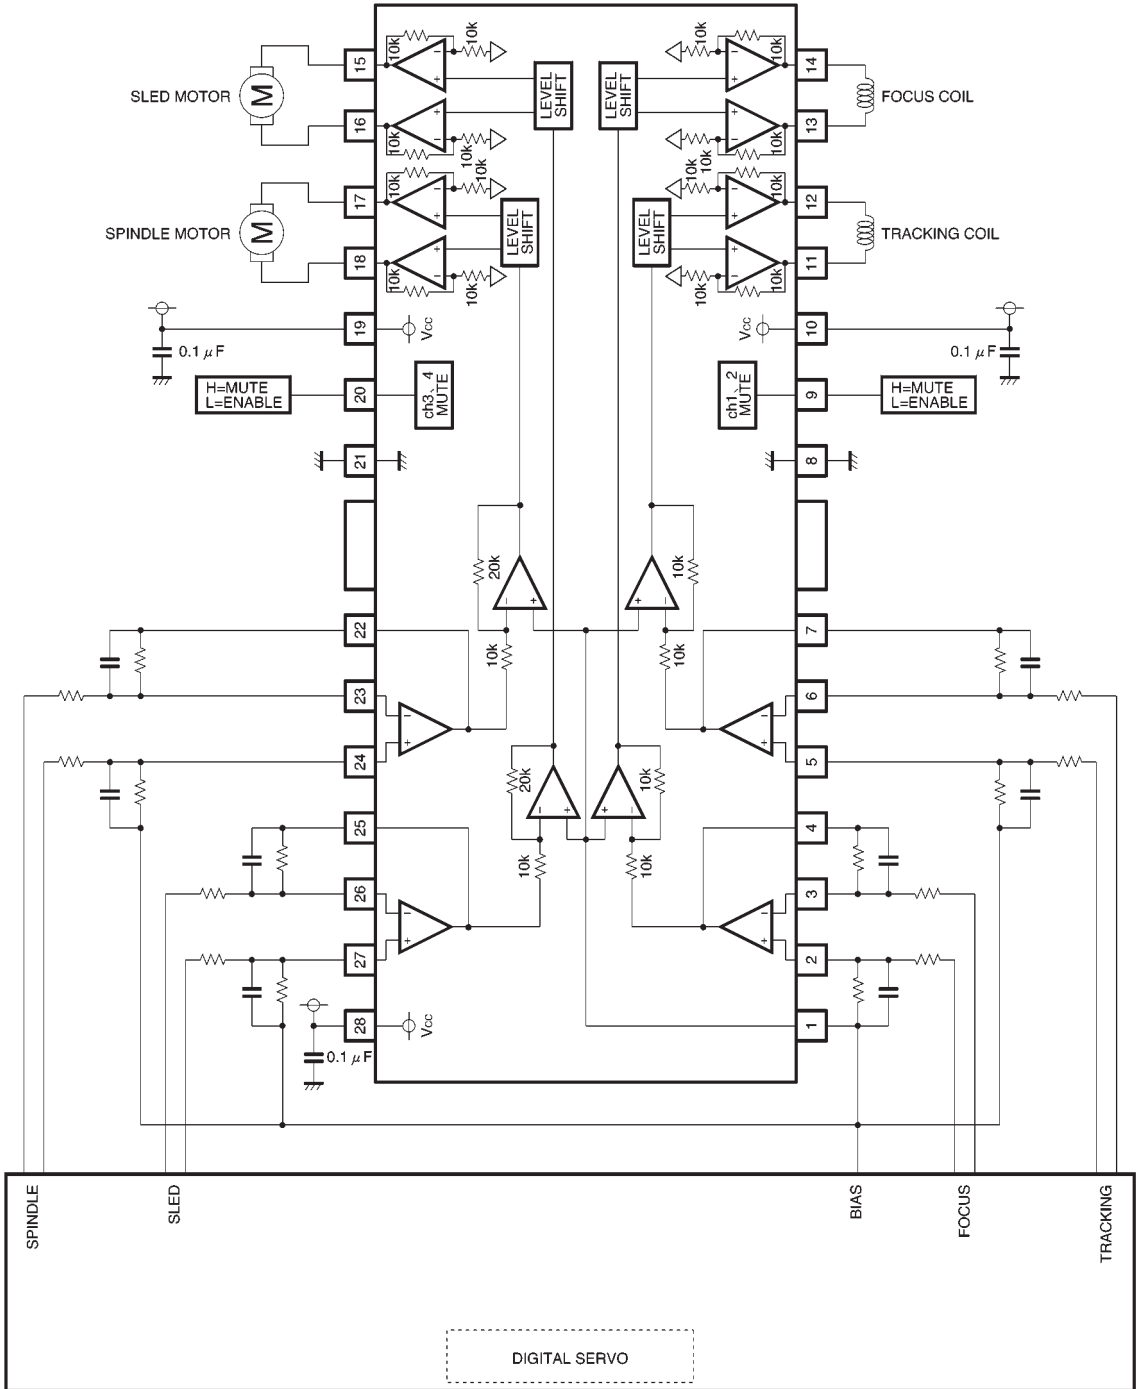 10k
10k
15
SLED MOTOR
M
16
10k
10k
LEVEL
SHIFT
10k
10k
17
SPINDLE MOTOR
M
18
10k
10k
LEVEL
SHIFT
19
Vcc
0.1 μF
H=MUTE
L=ENABLE
20
ch3、4
MUTE
21
10k
10k
14
FOCUS COIL
13
10k
10k
LEVEL
SHIFT
10k
10k
12
TRACKING COIL
11
10k
10k
LEVEL
SHIFT
Vcc
10
0.1 μF
ch1、2
MUTE
9
H=MUTE
L=ENABLE
8
20k
10k
22
7
10k
10k
23
6
24
5
20k
10k
25
4
10k
10k
26
3
27
2
28
Vcc
0.1 μF
1
SPINDLE
SLED
BIAS
FOCUS
TRACKING
DIGITAL SERVO